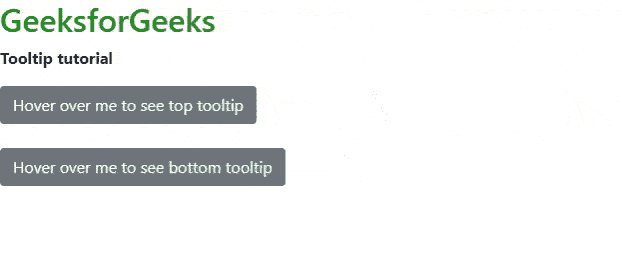 GeeksforGeeks
Tooltip tutorial
Hover over me to see top tooltip
Hover over me to see bottom tooltip